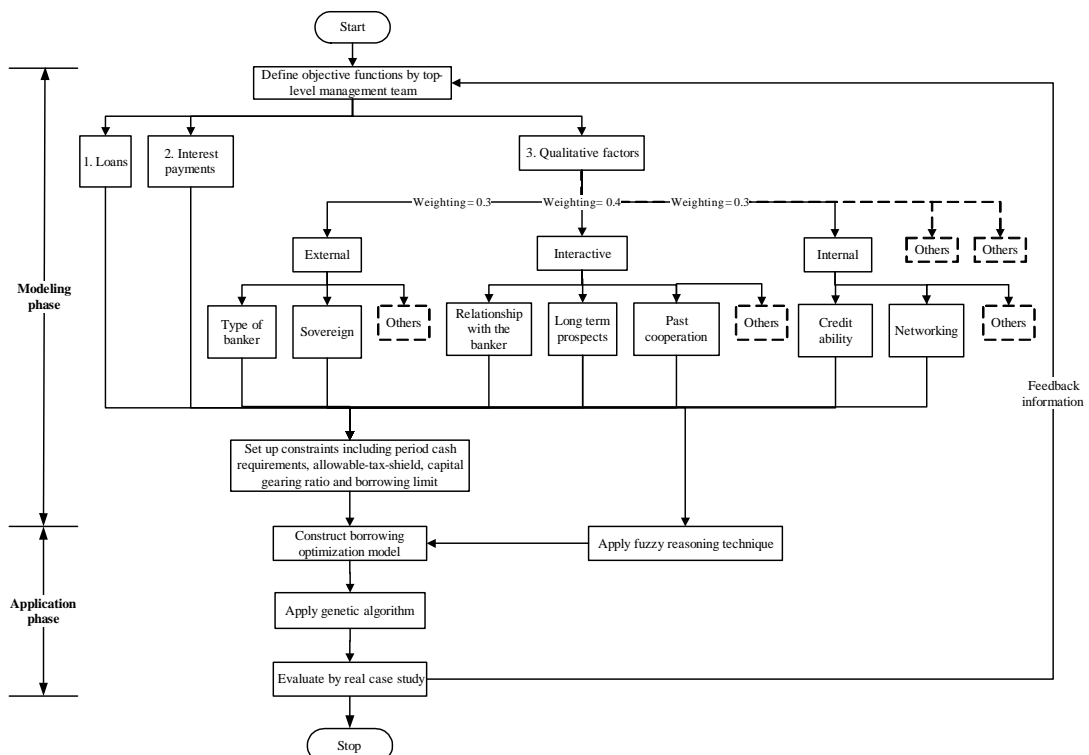 Start
Define objective functions by top-
level management team
1. Loans
2. Interest
payments
3. Qualitative factors
Weighting= 0.3
Weighting= 0.4
Weighting= 0.3
External
Interactive
Internal
Others
Others
Modeling
phase
Type of
banker
Sovereign
Others
Relationship
with the
banker
Long term
prospects
Past
cooperation
Others
Credit
ability
Networking
Others
Feedback
information
Set up constraints including period cash
requirements, allowable-tax-shield, capital
gearing ratio and borrowing limit
Construct borrowing
optimization model
Apply fuzzy reasoning technique
Application
phase
Apply genetic algorithm
Evaluate by real case study
Stop